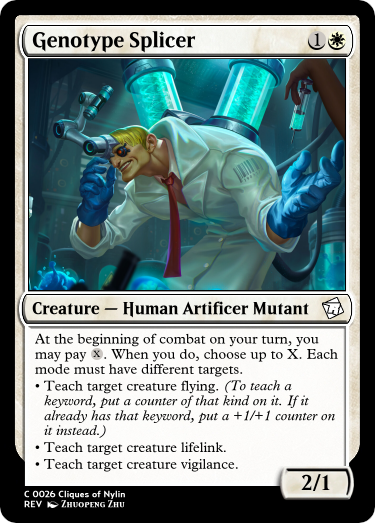 Genotype Splicer 1
Creature — Human Artificer Mutant
At the beginning of combat on your turn, you
may pay X. When you do, choose up to X. Each
mode must have different targets.
• Teach target creature flying. (To teach a
keyword, put a counter of that kind on it. If it
already has that keyword, put a +1/+1 counter on
it instead.)
• Teach target creature lifelink.
• Teach target creature vigilance.
2/1
C 0026 Cliques of Nylin
REV Zhuopeng Zhu